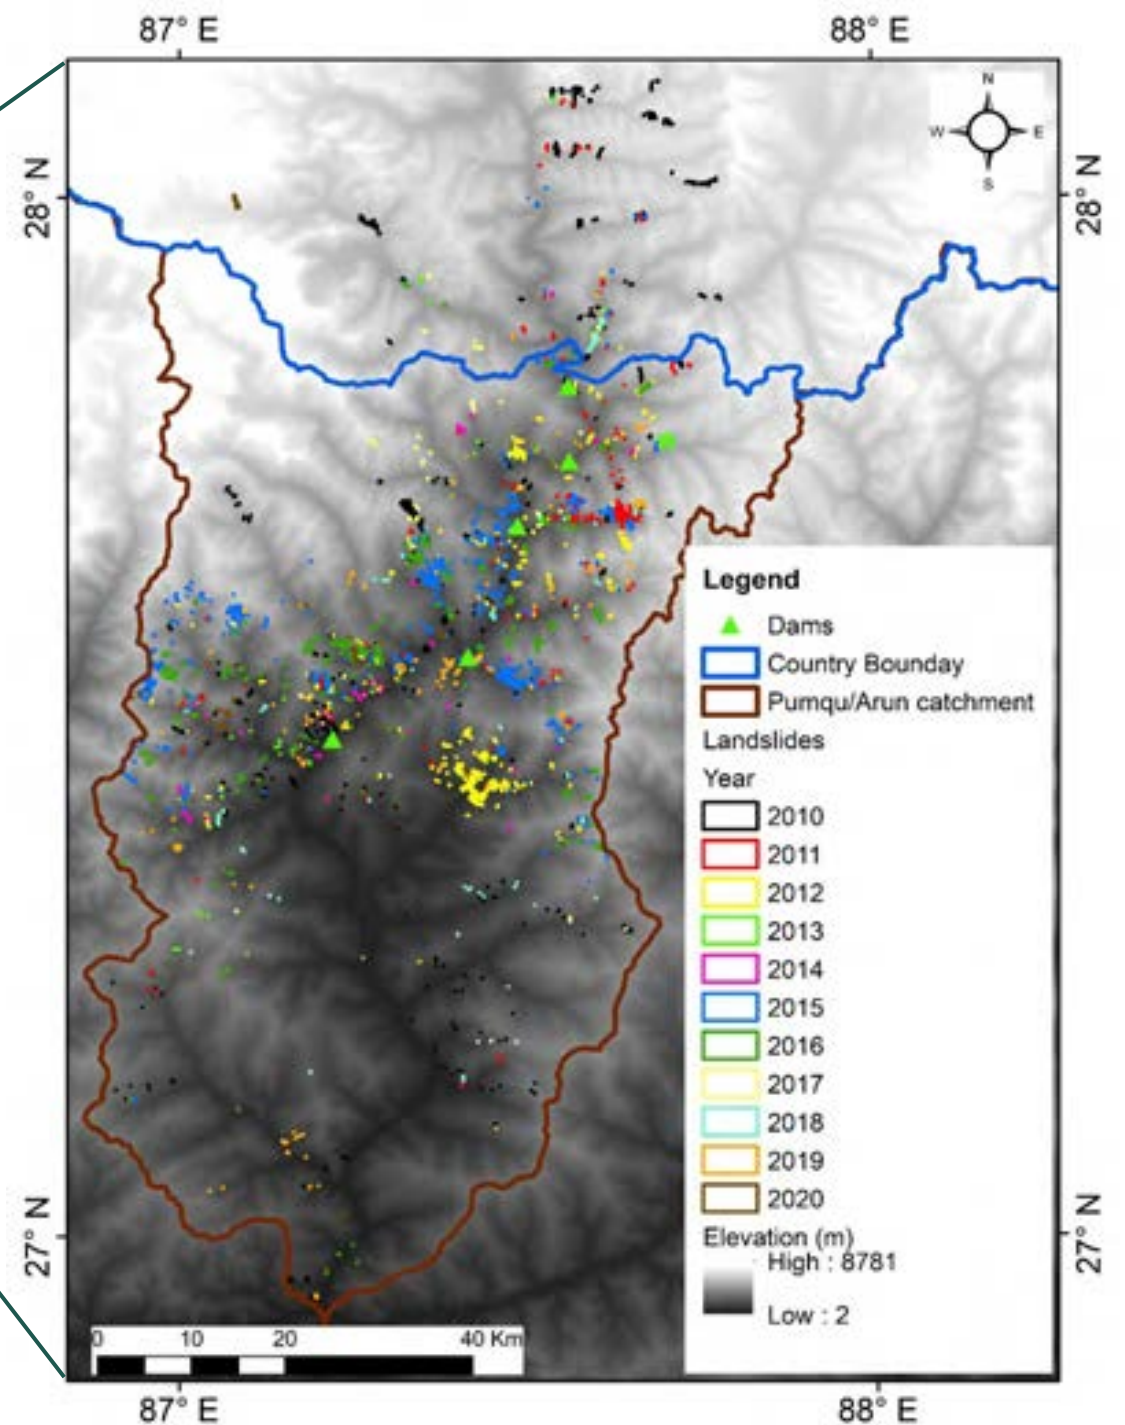 87° E 88° E
N
W E
S
28° N 28° N
Legend
Dams
Country Bounday
Pumqu/Arun catchment
Landslides
Year
2010
2011
2012
2013
2014
2015
2016
2017
2018
2019
2020
Elevation (m)
High : 8781
Low : 2
27° N 27° N
0 10 20 40 Km
87° E 88° E